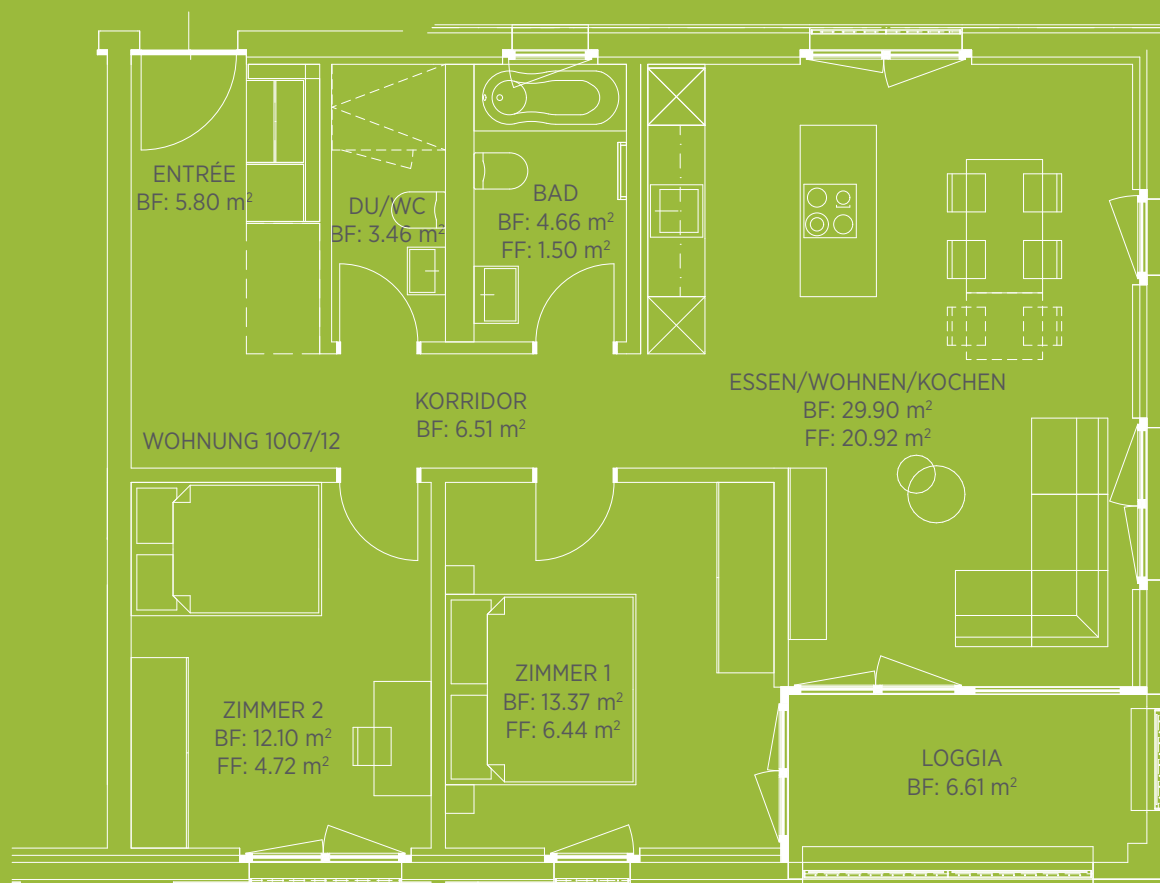 ENTRÉE
BF: 5.80 m²
DU/WC
BF: 3.46 m²
BAD
BF: 4.66 m²
FF: 1.50 m²
ESSEN/WOHNEN/KOCHEN
BF: 29.90 m²
FF: 20.92 m²
KORRIDOR
BF: 6.51 m²
WOHNUNG 1007/12
ZIMMER 1
BF: 13.37 m²
FF: 6.44 m²
ZIMMER 2
BF: 12.10 m²
FF: 4.72 m²
LOGGIA
BF: 6.61 m²